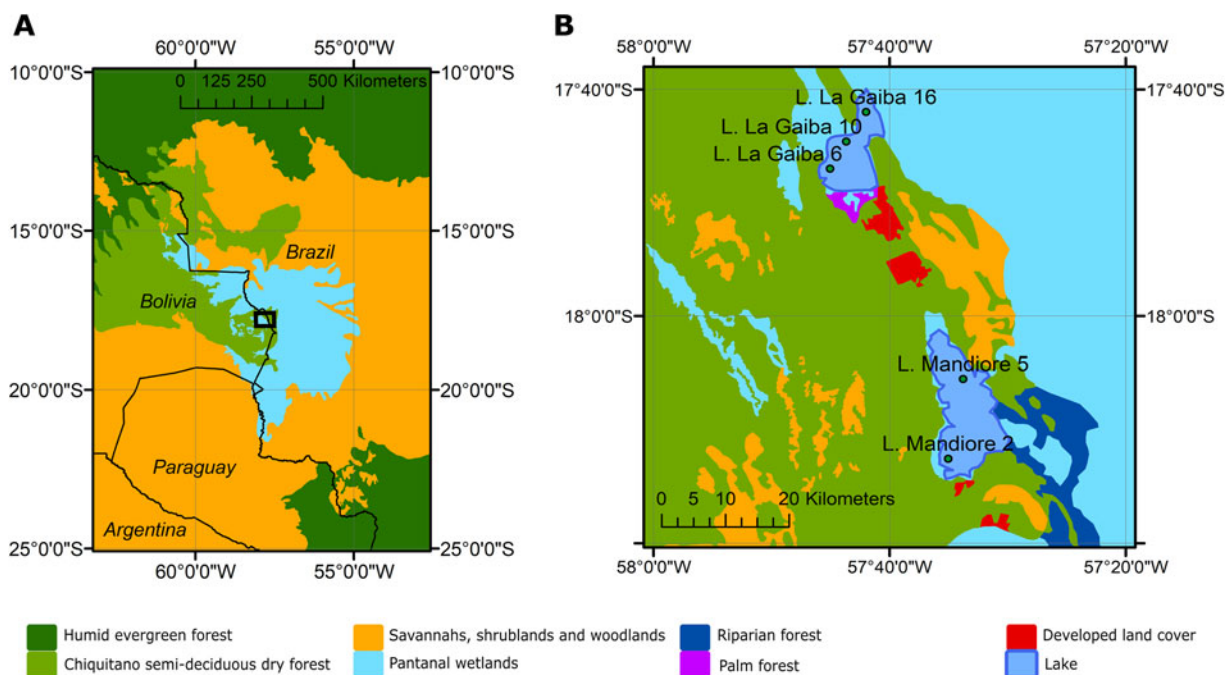 A
60°0'0"W 55°0'0"W
10°0'0"S
0 125 250 500 Kilometers
10°0'0"S
15°0'0"S
Brazil
15°0'0"S
Bolivia
20°0'0"S
20°0'0"S
Paraguay
Argentina
25°0'0"S
25°0'0"S
60°0'0"W 55°0'0"W
B
58°0'0"W 57°40'0"W 57°20'0"W
17°40'0"S
L. La Gaiba 16
17°40'0"S
L. La Gaiba 10
L. La Gaiba 6
18°0'0"S
18°0'0"S
L. Mandiore 5
L. Mandiore 2
0 5 10 20 Kilometers
58°0'0"W 57°40'0"W 57°20'0"W
Humid evergreen forest
Savannahs, shrublands and woodlands
Riparian forest
Developed land cover
Chiquitano semi-deciduous dry forest
Pantanal wetlands
Palm forest
Lake